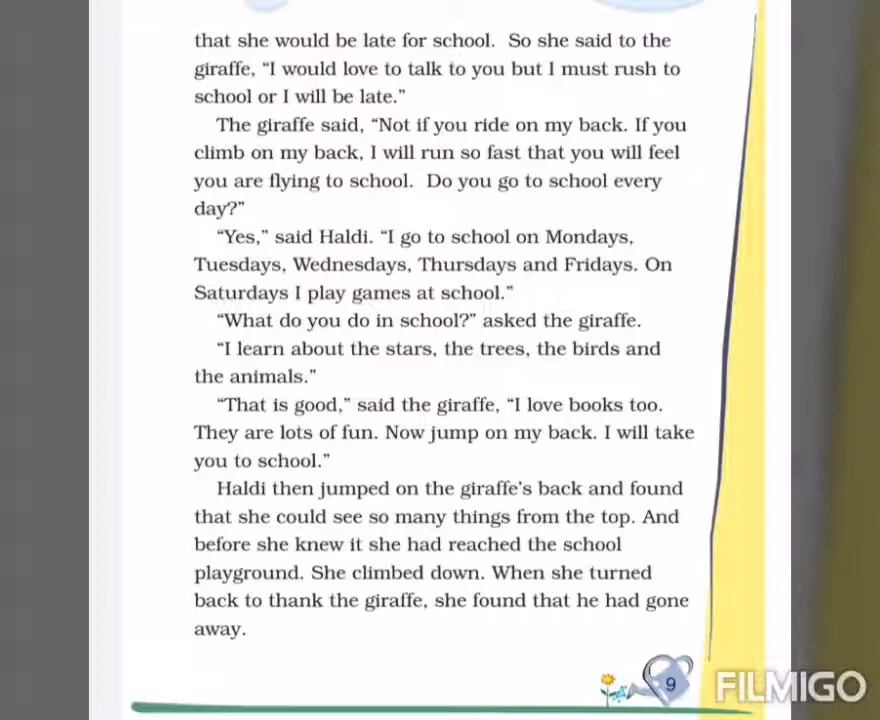 that she would be late for school.  So she said to the
giraffe, “I would love to talk to you but I must rush to
school or I will be late.”
The giraffe said, “Not if you ride on my back. If you
climb on my back, I will run so fast that you will feel
you are flying to school.  Do you go to school every
day?”
“Yes,” said Haldi. “I go to school on Mondays,
Tuesdays, Wednesdays, Thursdays and Fridays. On
Saturdays I play games at school.”
“What do you do in school?” asked the giraffe.
“I learn about the stars, the trees, the birds and
the animals.”
“That is good,” said the giraffe, “I love books too.
They are lots of fun. Now jump on my back. I will take
you to school.”
Haldi then jumped on the giraffe’s back and found
that she could see so many things from the top. And
before she knew it she had reached the school
playground. She climbed down. When she turned
back to thank the giraffe, she found that he had gone
away.
9
FILMIGO